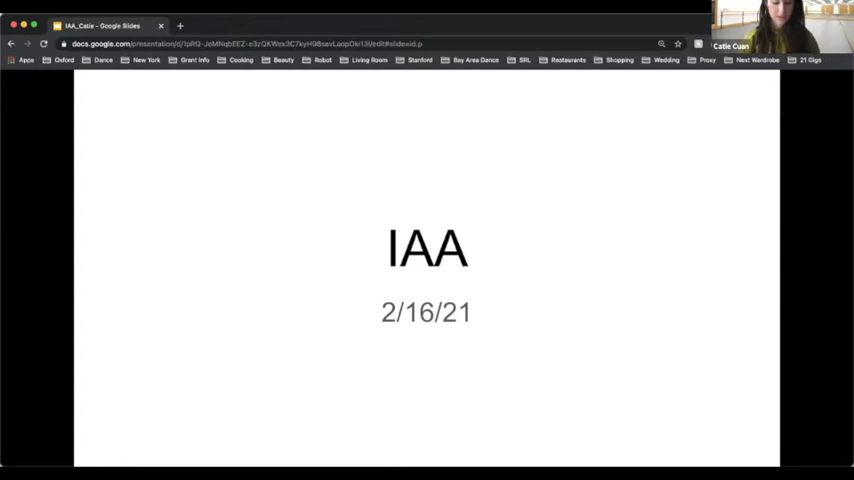 IAA_Catie - Google Slides
Catie Cuan
Apps Oxford Dance New York Grant Info Cooking Beauty Robot Living Room Stanford Bay Area Dance SRL Restaurants Shopping Wedding Proxy Next Wardrobe 21 Gigs
IAA
2/16/21